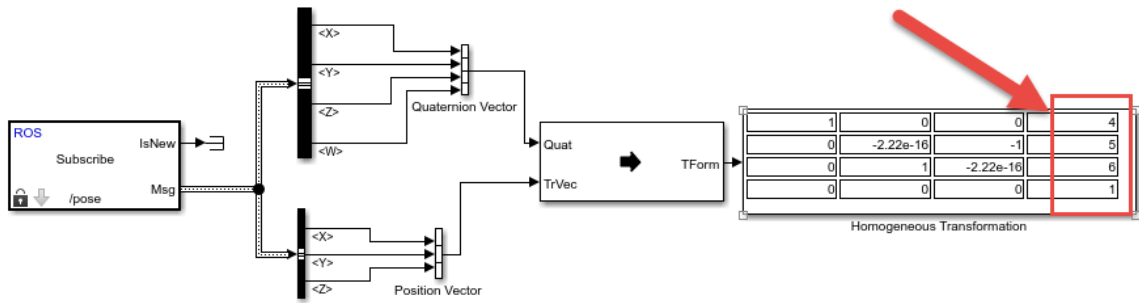 ROS
IsNew
Subscribe
Msg
/pose
<X>
<Y>
<Z>
<W>
Quaternion Vector
<X>
<Y>
<Z>
Position Vector
Quat
TrVec
TForm
1 0 0 4
0 -2.22e-16 -1 5
0 1 -2.22e-16 6
0 0 0 1
Homogeneous Transformation